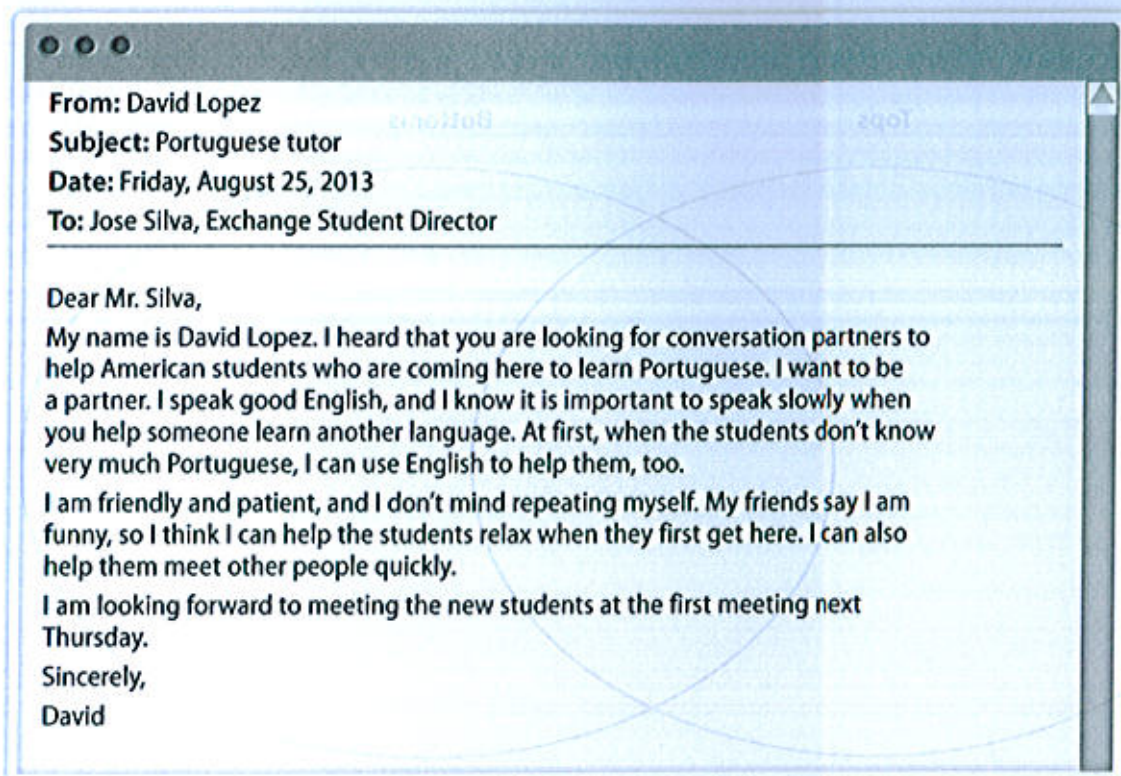 From: David Lopez
Subject: Portuguese tutor
Date: Friday, August 25, 2013
To: Jose Silva, Exchange Student Director
Dear Mr. Silva,
My name is David Lopez. I heard that you are looking for conversation partners to
help American students who are coming here to learn Portuguese. I want to be
a partner. I speak good English, and I know it is important to speak slowly when
you help someone learn another language. At first, when the students don't know
very much Portuguese, I can use English to help them, too.
I am friendly and patient, and I don't mind repeating myself. My friends say I am
funny, so I think I can help the students relax when they first get here. I can also
help them meet other people quickly.
I am looking forward to meeting the new students at the first meeting next
Thursday.
Sincerely,
David